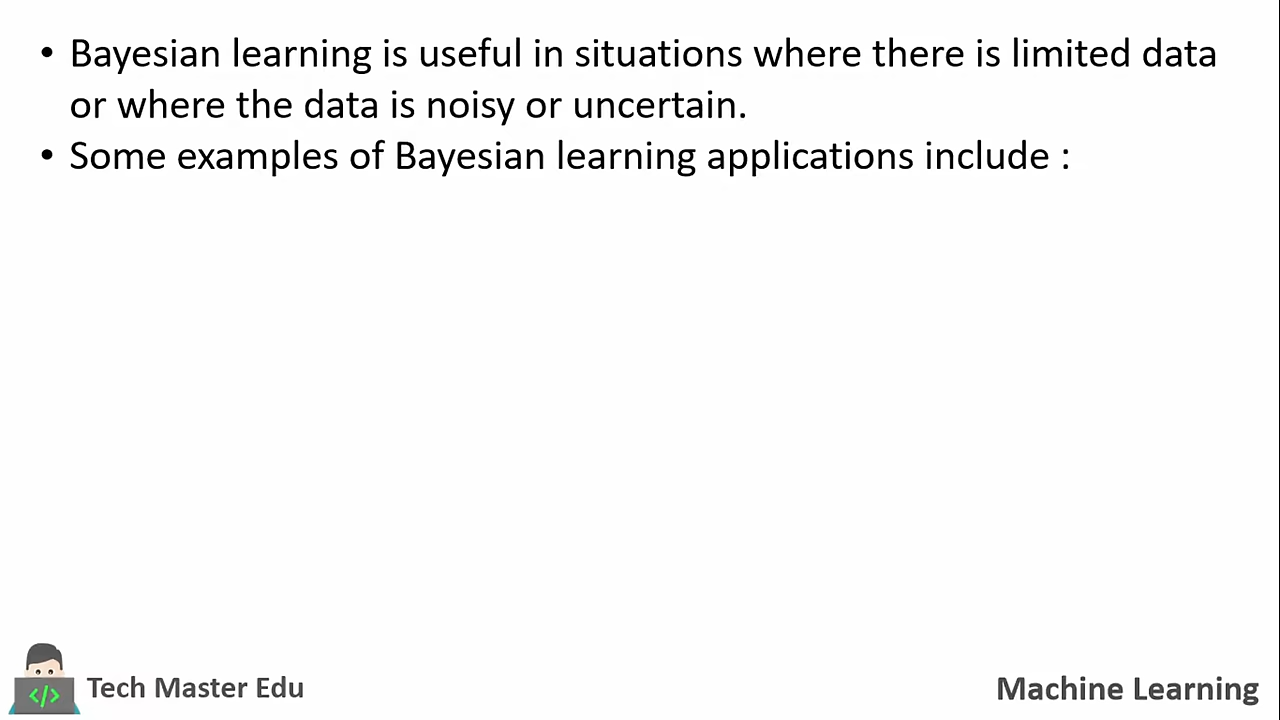 • Bayesian learning is useful in situations where there is limited data
or where the data is noisy or uncertain.
• Some examples of Bayesian learning applications include :
</>
Tech Master Edu
Machine Learning